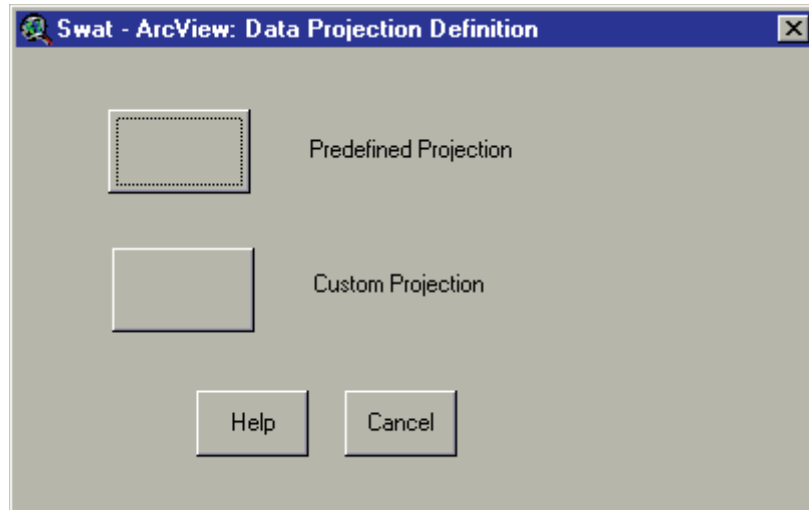 Swat - ArcView: Data Projection Definition
Predefined Projection
Custom Projection
Help Cancel